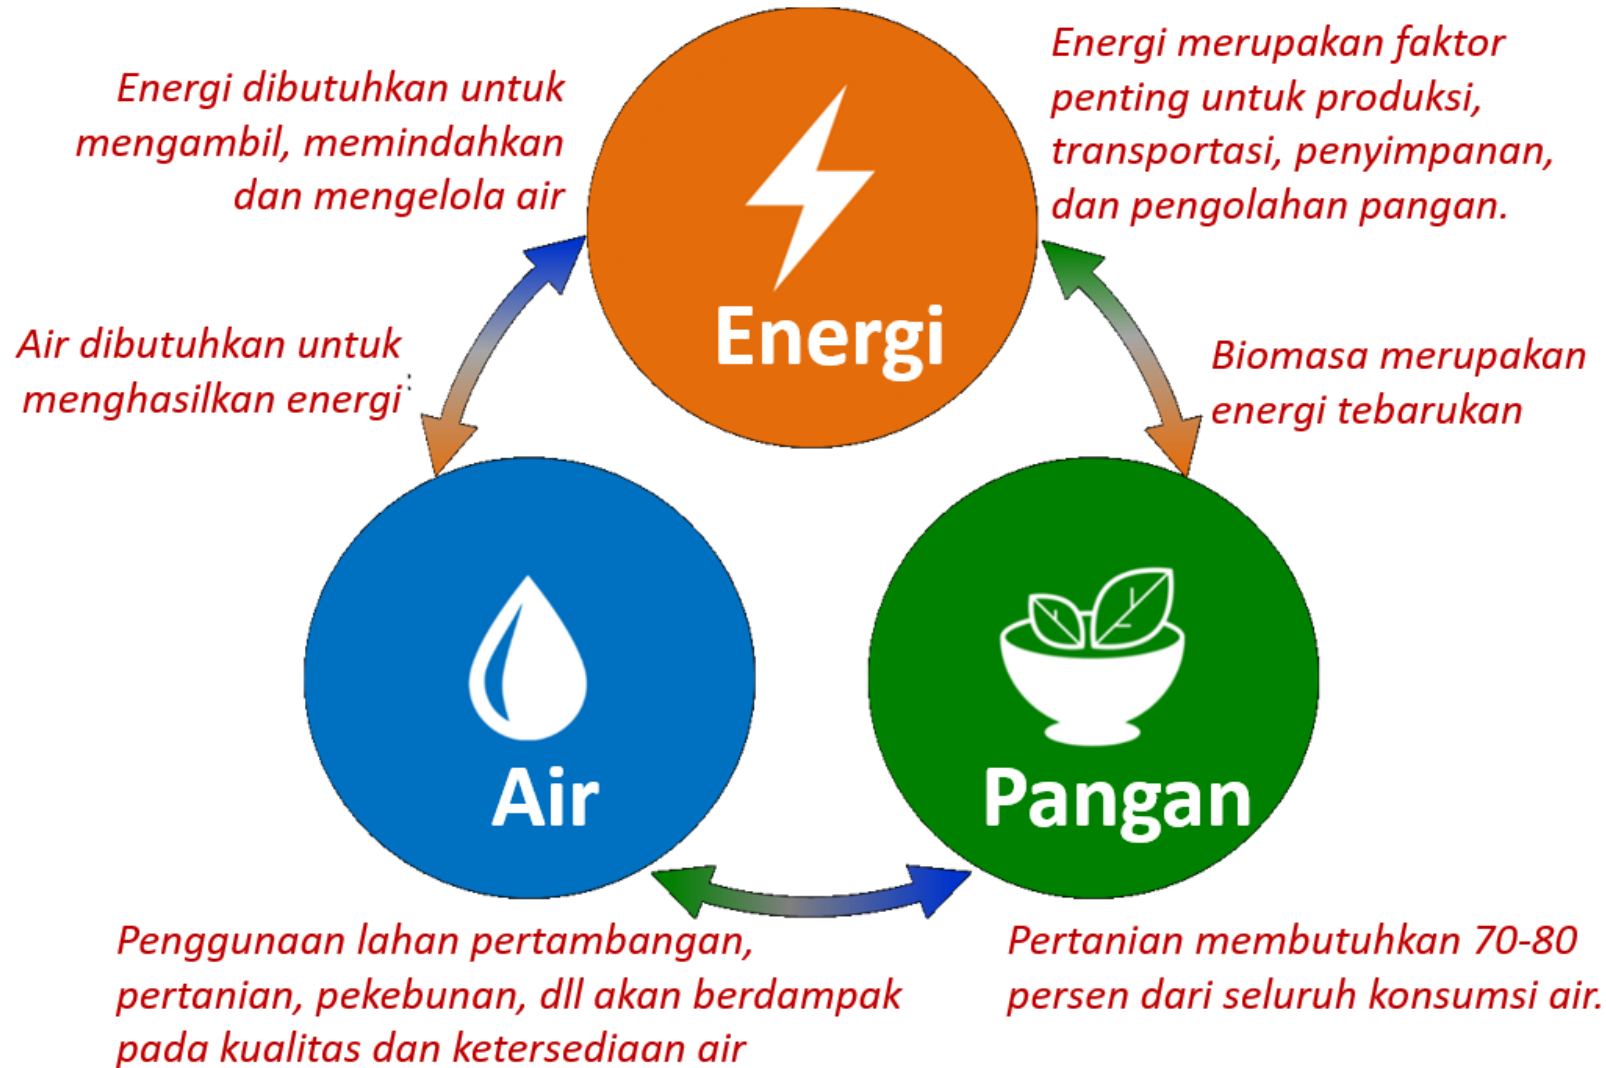 Energi dibutuhkan untuk
mengambil, memindahkan
dan mengelola air
Energi merupakan faktor
penting untuk produksi,
transportasi, penyimpanan,
dan pengolahan pangan.
Energi
Air dibutuhkan untuk
menghasilkan energi
:
Biomasa merupakan
energi tebarukan
Air
Pangan
Penggunaan lahan pertambangan,
pertanian, pekebunan, dll akan berdampak
pada kualitas dan ketersediaan air
Pertanian membutuhkan 70-80
persen dari seluruh konsumsi air.